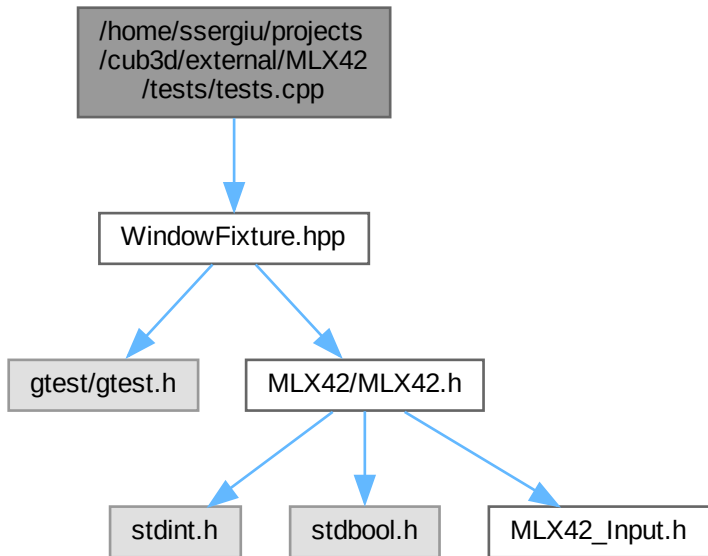 /home/ssergiu/projects
/cub3d/external/MLX42
/tests/tests.cpp
WindowFixture.hpp
gtest/gtest.h
MLX42/MLX42.h
stdint.h
stdbool.h
MLX42_Input.h